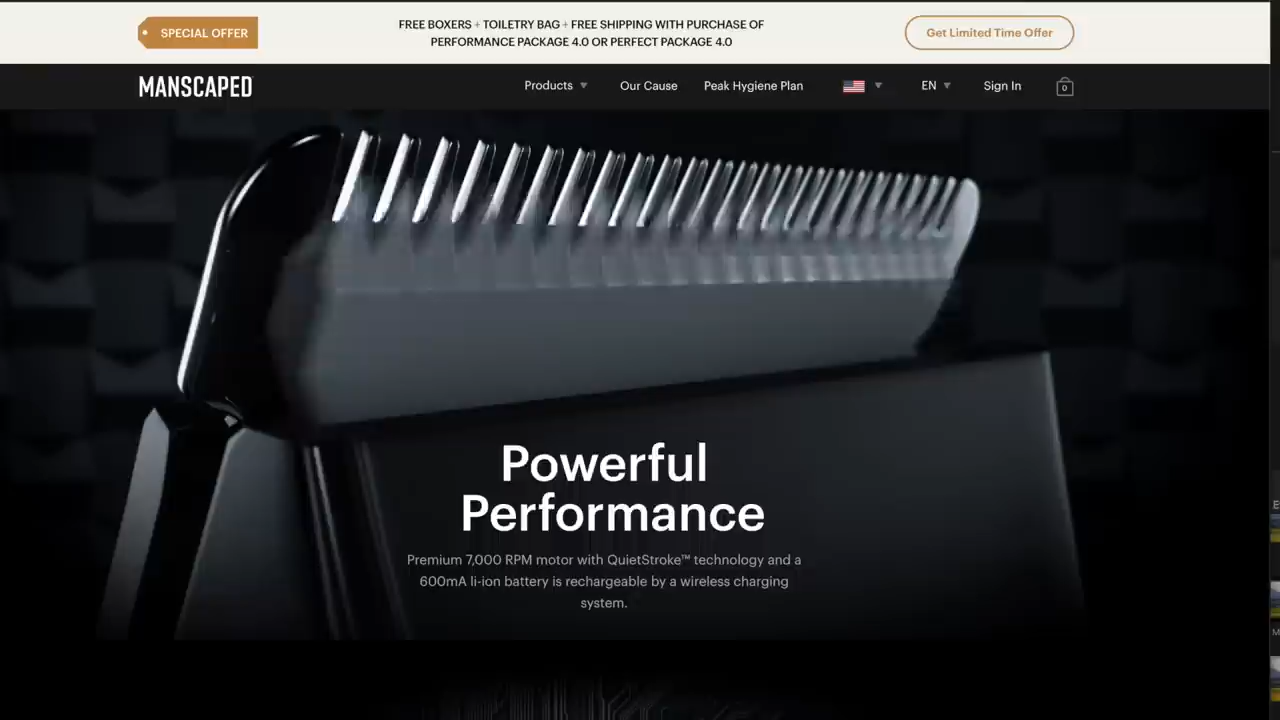 SPECIAL OFFER
FREE BOXERS + TOILETRY BAG + FREE SHIPPING WITH PURCHASE OF
PERFORMANCE PACKAGE 4.0 OR PERFECT PACKAGE 4.0
Get Limited Time Offer
MANSCAPED
Products
Our Cause
Peak Hygiene Plan
EN
Sign In
0
Powerful
Performance
Premium 7,000 RPM motor with QuietStroke™ technology and a
600mA li-ion battery is rechargeable by a wireless charging
system.